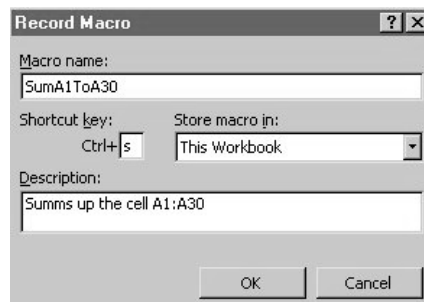 Record Macro
Macro name:
SumA1ToA30
Shortcut key: Store macro in:
Ctrl+ s This Workbook
Description:
Summs up the cell A1:A30
OK Cancel